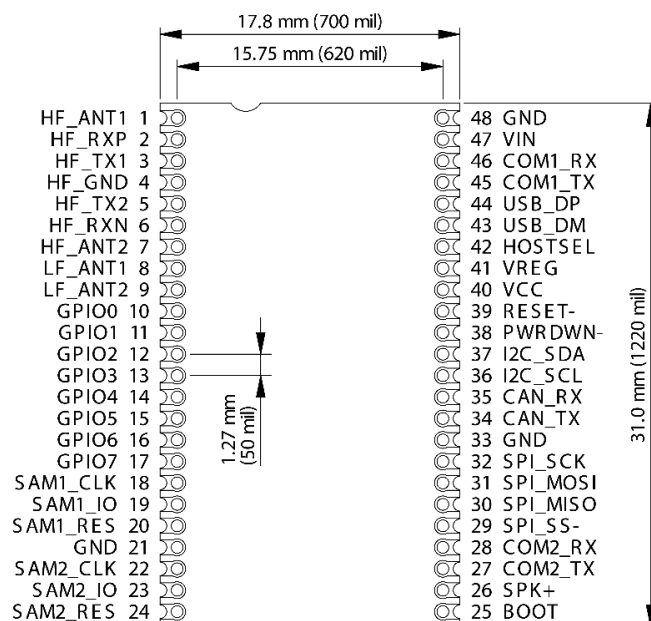 17.8 mm (700 mil)
15.75 mm (620 mil)
HF_ANT1 1
HF_RXP 2
HF_TX1 3
HF_GND 4
HF_TX2 5
HF_RXN 6
HF_ANT2 7
LF_ANT1 8
LF_ANT2 9
GPIO0 10
GPIO1 11
GPIO2 12
GPIO3 13
GPIO4 14
GPIO5 15
GPIO6 16
GPIO7 17
SAM1_CLK 18
SAM1_IO 19
SAM1_RES 20
GND 21
SAM2_CLK 22
SAM2_IO 23
SAM2_RES 24
1.27 mm
(50 mil)
48 GND
47 VIN
46 COM1_RX
45 COM1_TX
44 USB_DP
43 USB_DM
42 HOSTSEL
41 VREG
40 VCC
39 RESET-
38 PWRDWN-
37 I2C_SDA
36 I2C_SCL
35 CAN_RX
34 CAN_TX
33 GND
32 SPI_SCK
31 SPI_MOSI
30 SPI_MISO
29 SPI_SS-
28 COM2_RX
27 COM2_TX
26 SPK+
25 BOOT
31.0 mm (1220 mil)